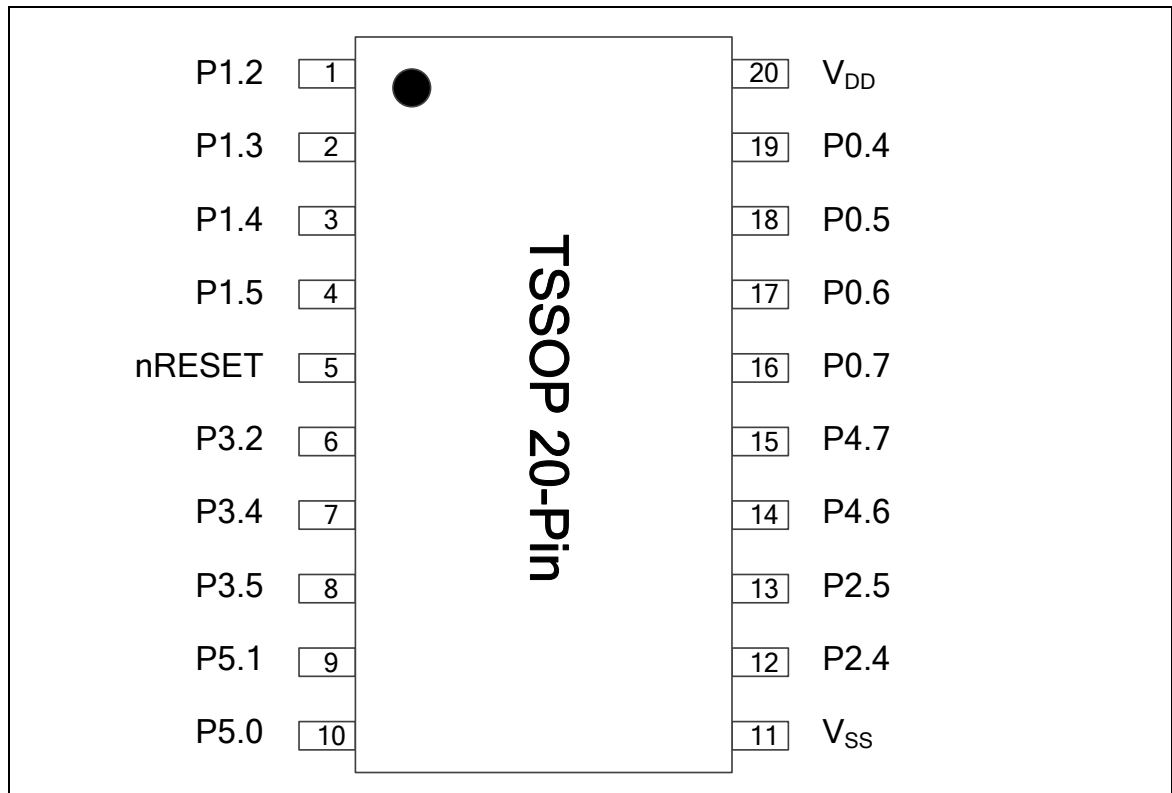 P1.2 1 20 VDD
P1.3 2 19 P0.4
P1.4 3 18 P0.5
P1.5 4 17 P0.6
nRESET 5 16 P0.7
P3.2 6 15 P4.7
P3.4 7 14 P4.6
P3.5 8 13 P2.5
P5.1 9 12 P2.4
P5.0 10 11 VSS
TSSOP 20-Pin